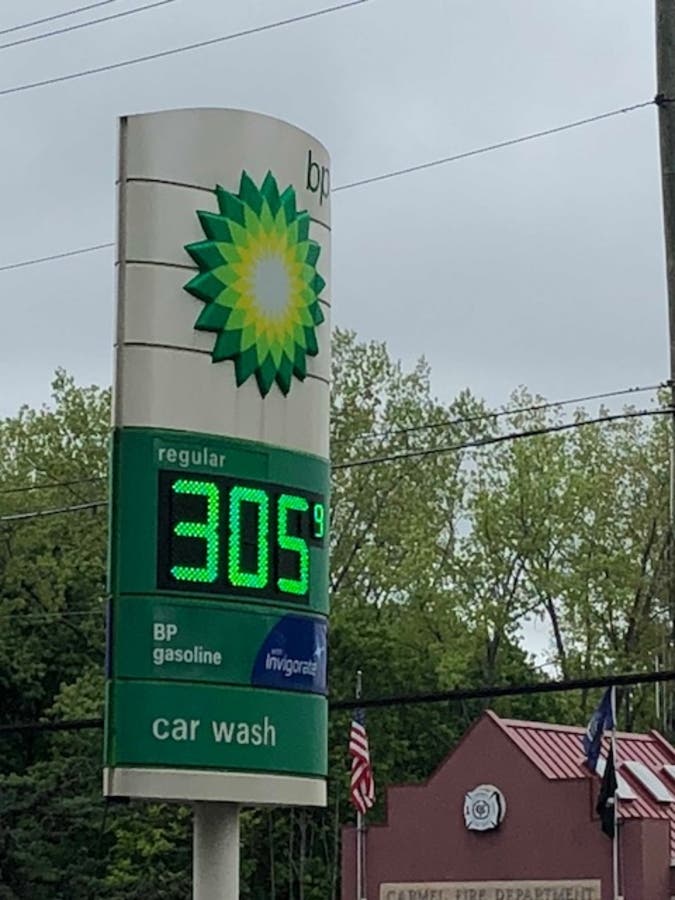 bp
regular
305 9
BP
gasoline
with
Invigorate
car wash
CARMEL FIRE DEPARTMENT